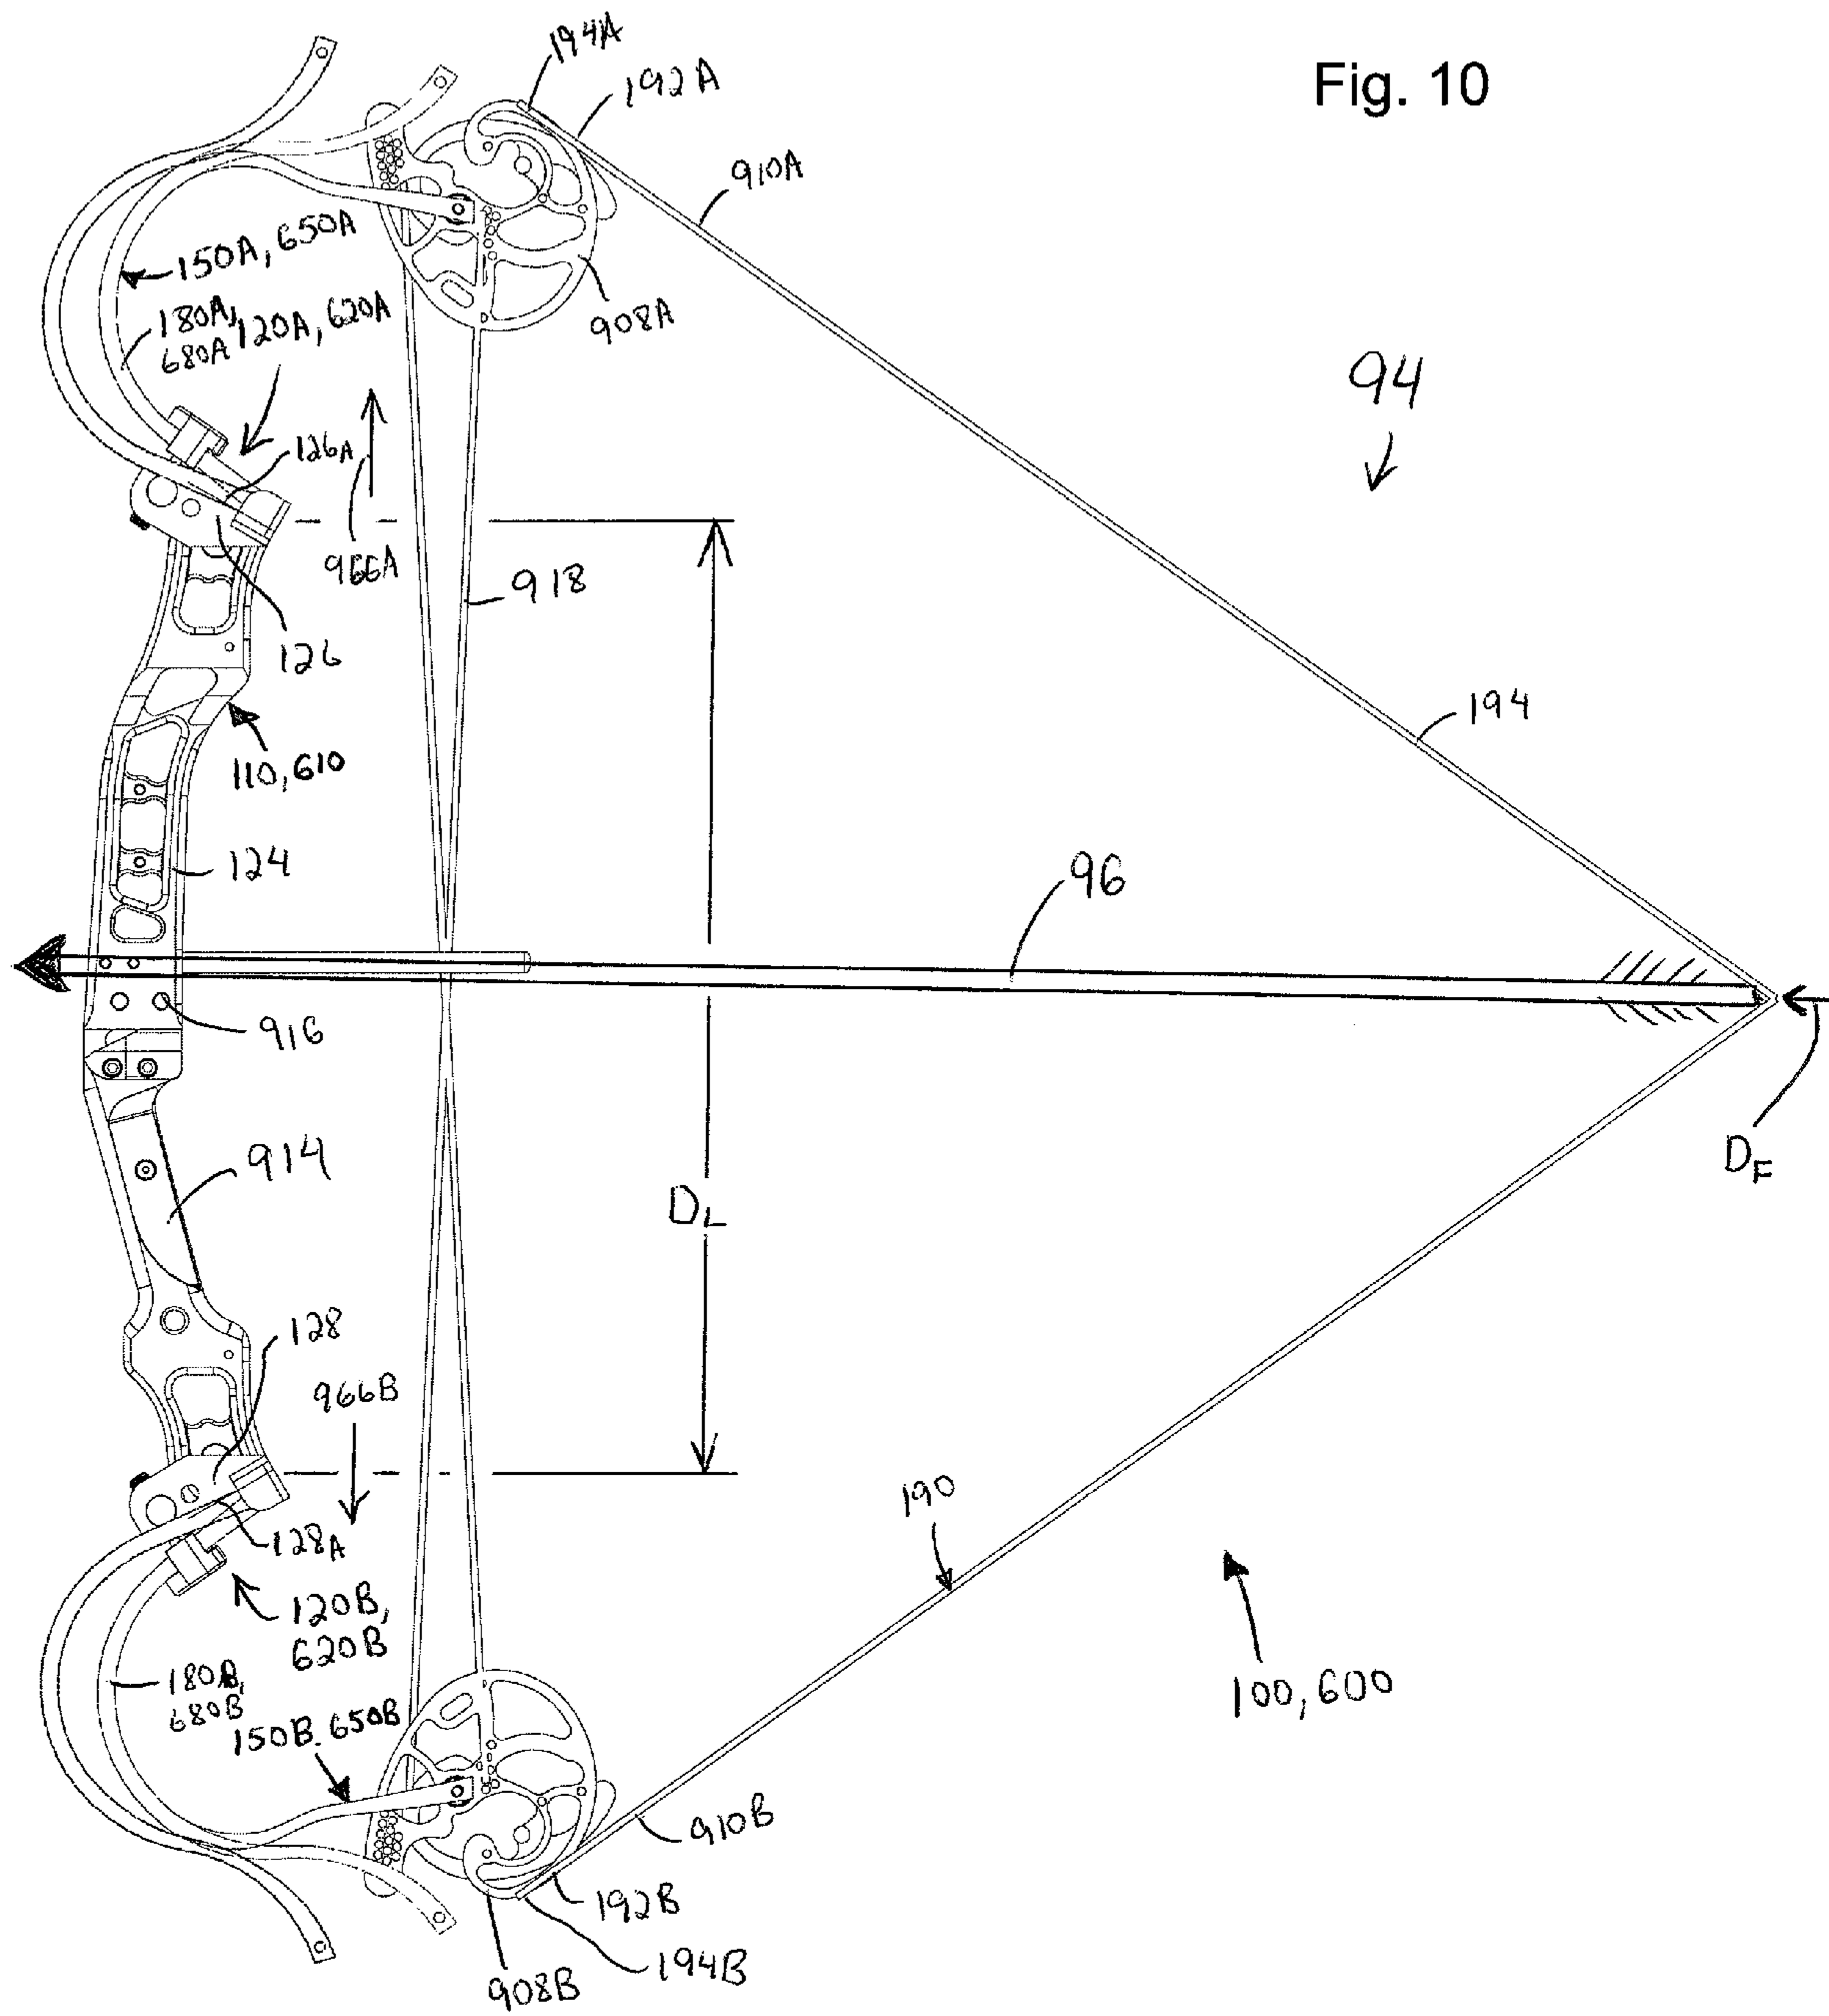 Fig. 10
194A
192A
910A
150A, 650A
180A, 120A, 620A
680A
908A
94
126A
966A
918
126
194
110, 610
124
96
916
914
D_F
D_L
128
966B
190
128A
120B,
620B
180B,
680B
150B. 650B
100, 600
910B
192B
194B
908B